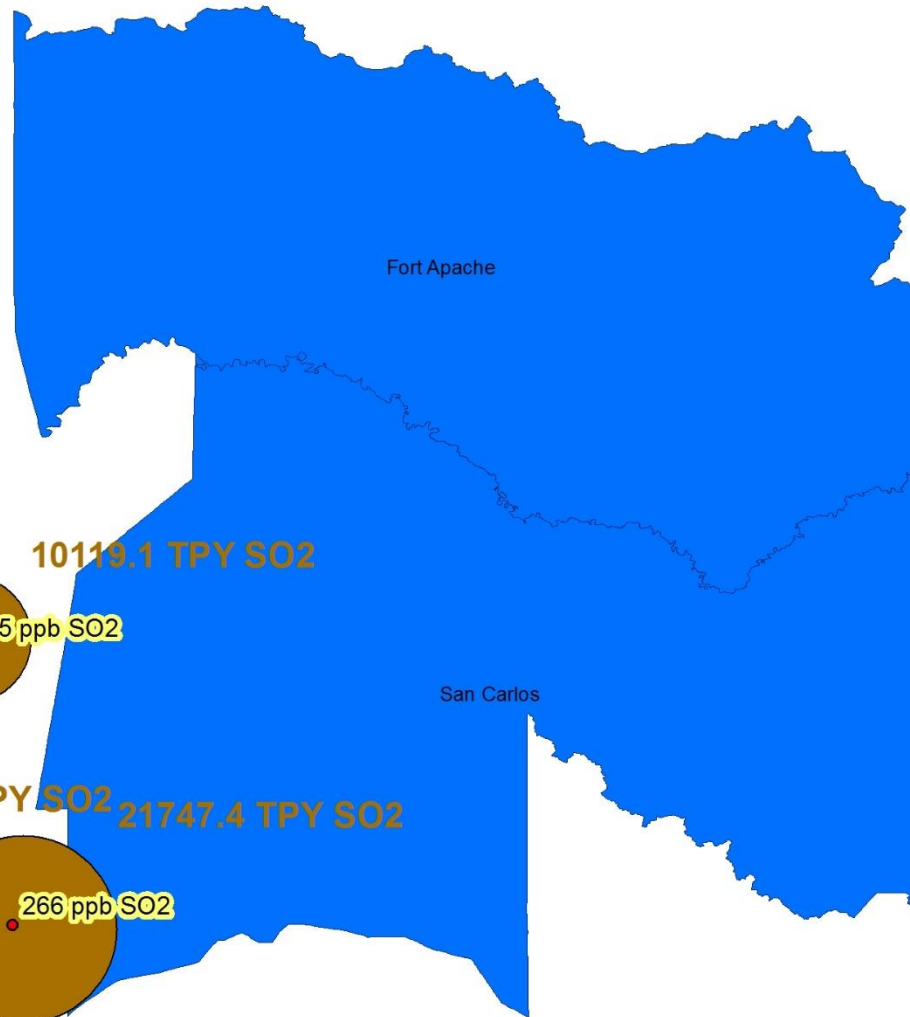 Fort Apache
10119.1 TPY SO2
5 ppb SO2
San Carlos
PY SO2
21747.4 TPY SO2
266 ppb SO2